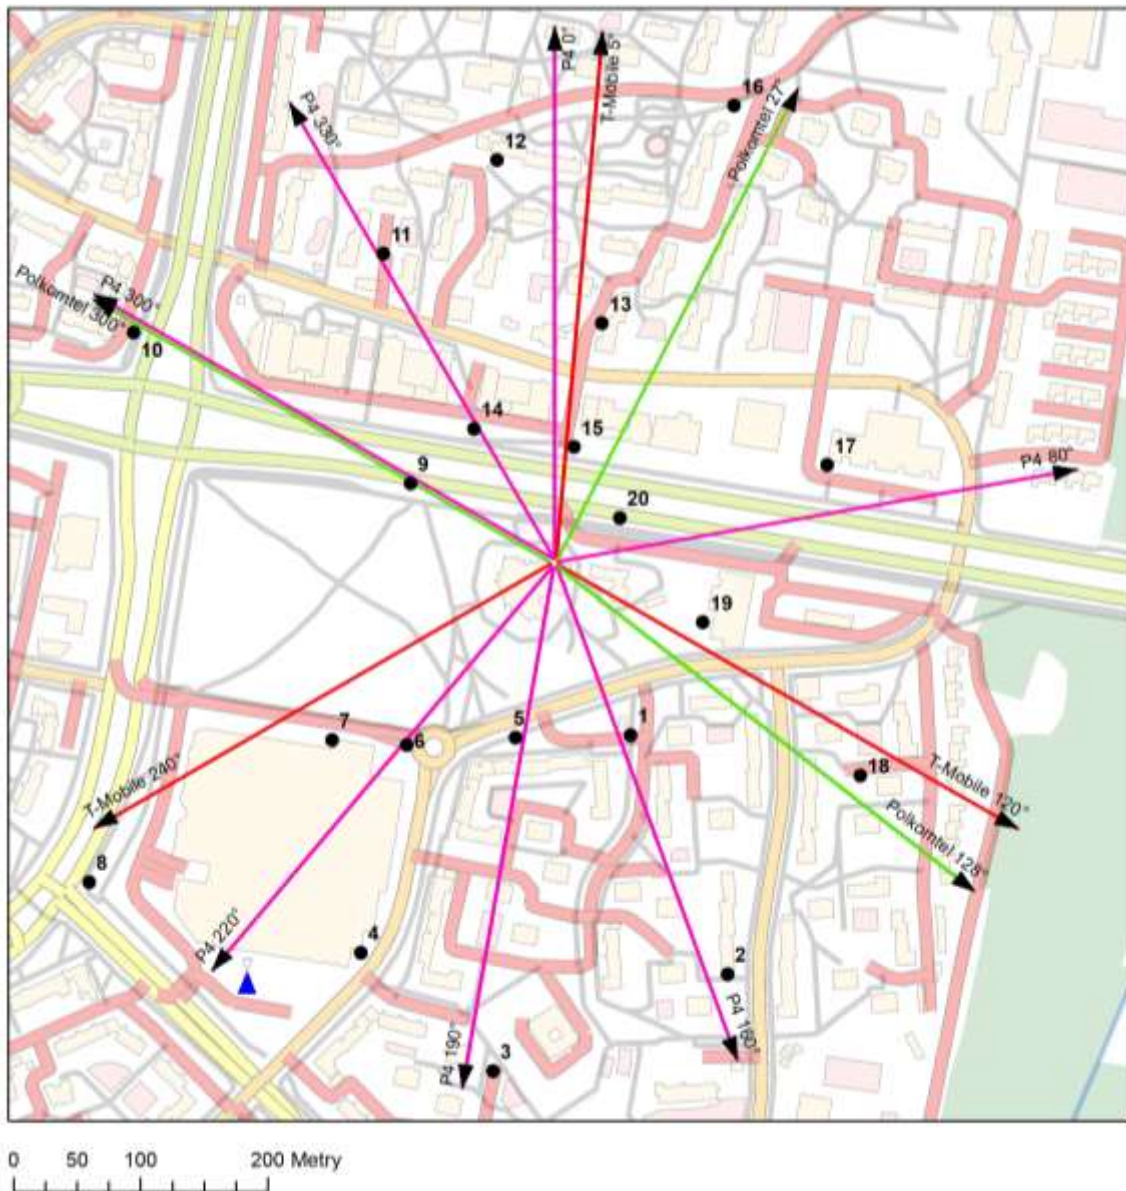 P4 0°
T-Mobile 5°
16
Polkomtel 27°
P4 330°
12
11
P4 300°
Polkomtel 300°
10
13
14
15
17
P4 80°
9
20
19
7
6
5
1
18
T-Mobile 120°
Polkomtel 128°
T-Mobile 240°
8
P4 220°
4
2
P4 160°
P4 190°
3
0 50 100 200 Metry